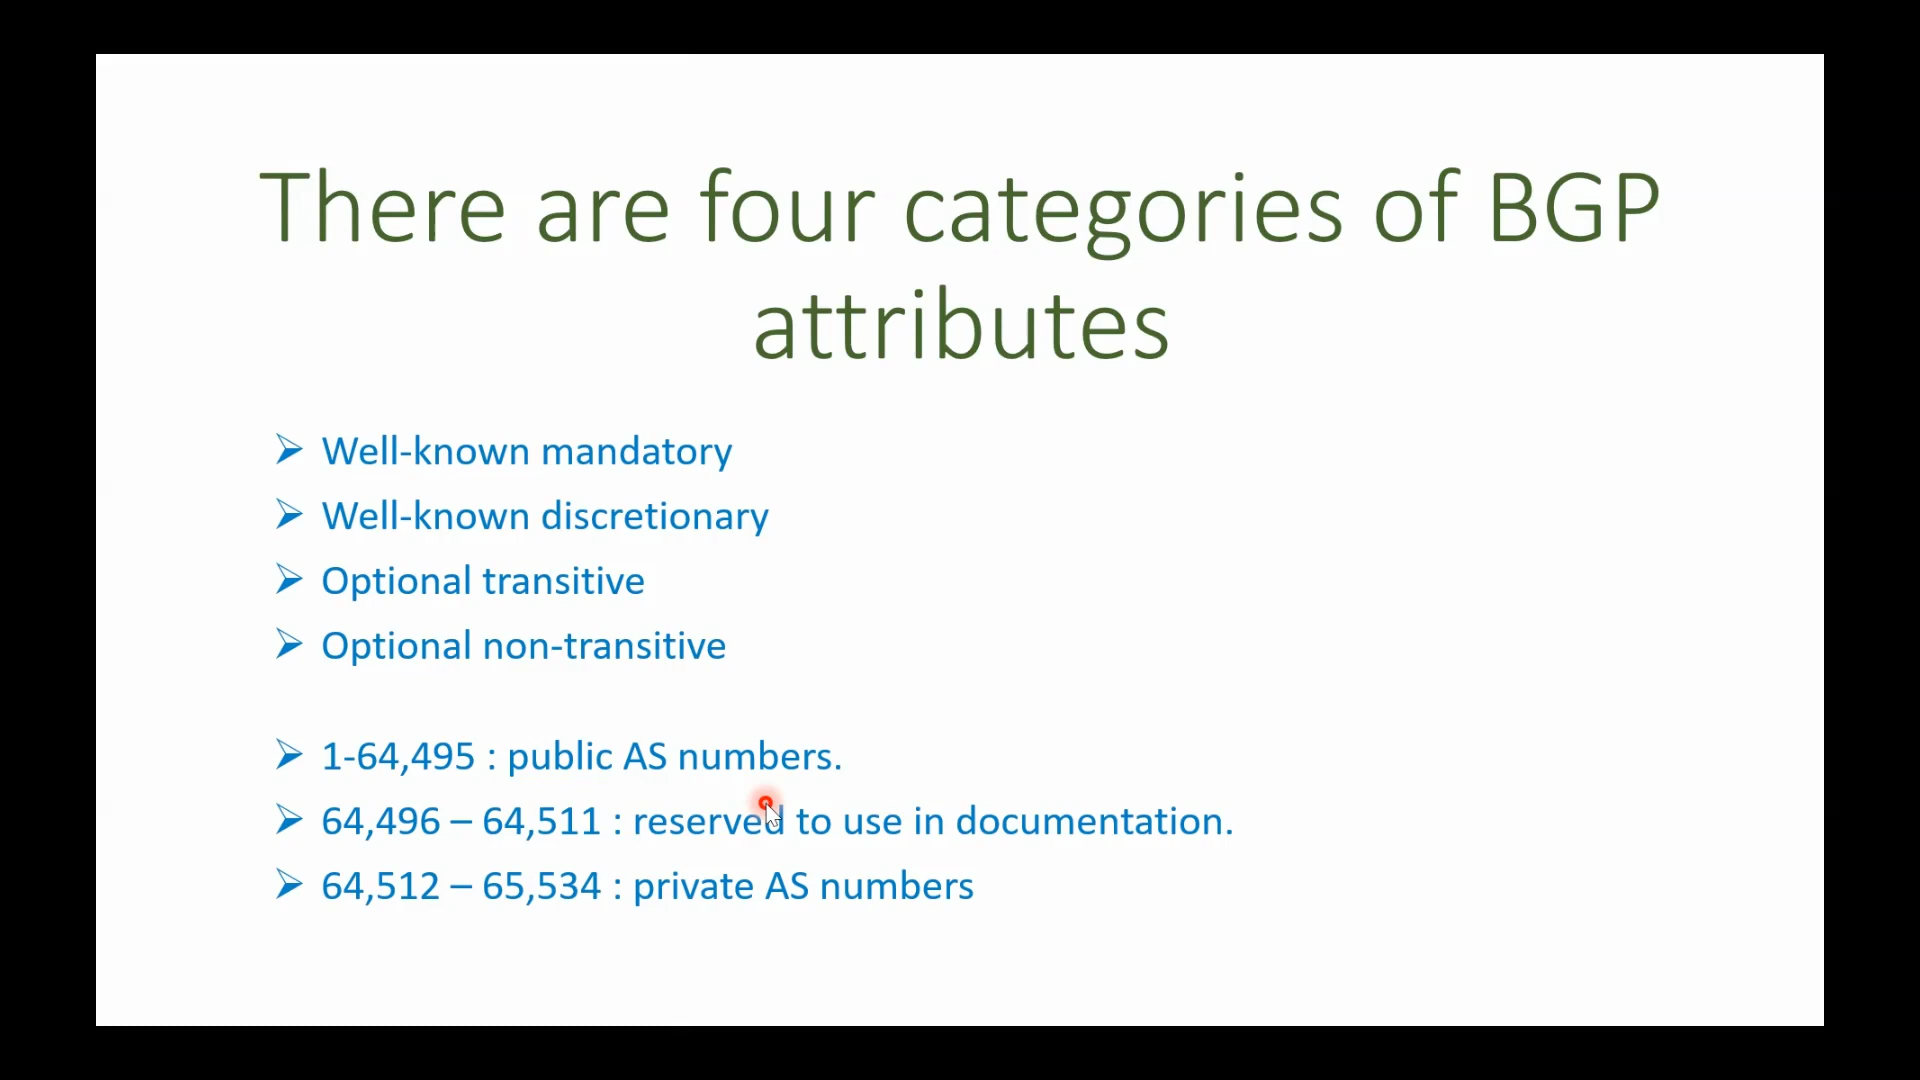 There are four categories of BGP
attributes
Well-known mandatory
Well-known discretionary
Optional transitive
Optional non-transitive
1-64,495 : public AS numbers.
64,496 – 64,511 : reserved to use in documentation.
64,512 – 65,534 : private AS numbers